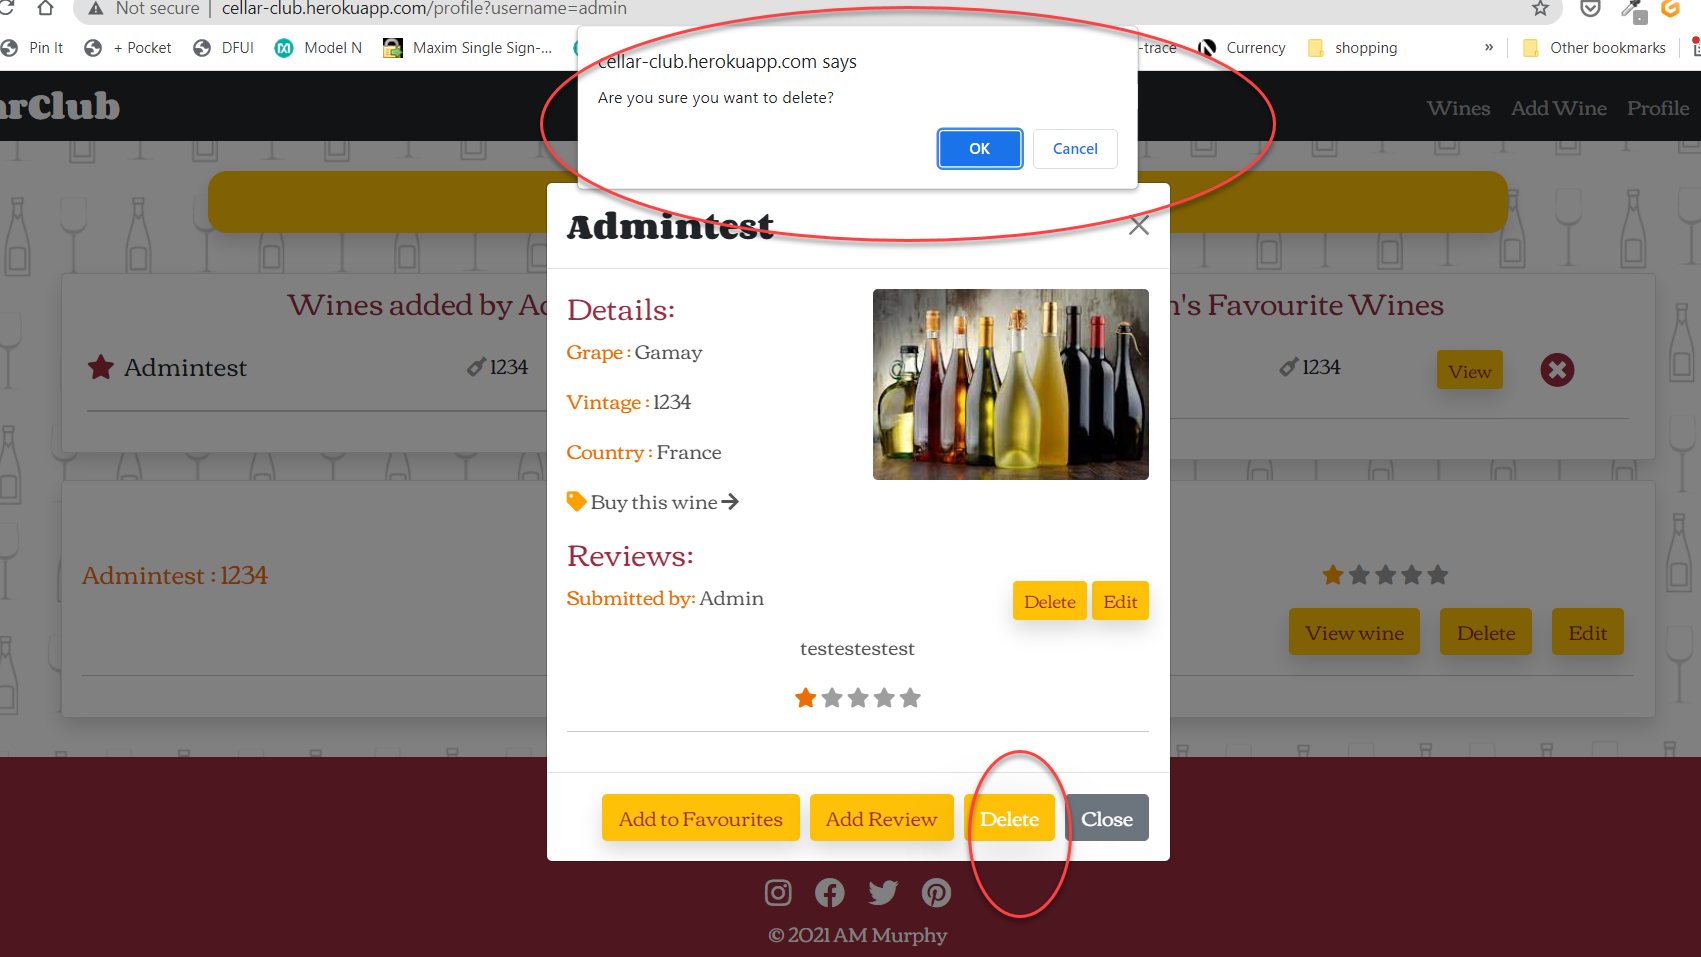 Not secure | cellar-club.herokuapp.com/profile?username=admin
Pin It + Pocket DFUI Model N Maxim Single Sign-... -trace Currency shopping » Other bookmarks
cellar-club.herokuapp.com says
Are you sure you want to delete?
OK Cancel
arClub Wines Add Wine Profile
Admintest
Wines added by Ad n's Favourite Wines
Admintest 1234 1234 View
Details:
Grape : Gamay
Vintage : 1234
Country : France
Buy this wine
Reviews:
Submitted by: Admin Delete Edit
testestestest
Admintest : 1234
View wine Delete Edit
Add to Favourites Add Review Delete Close
© 2021 AM Murphy